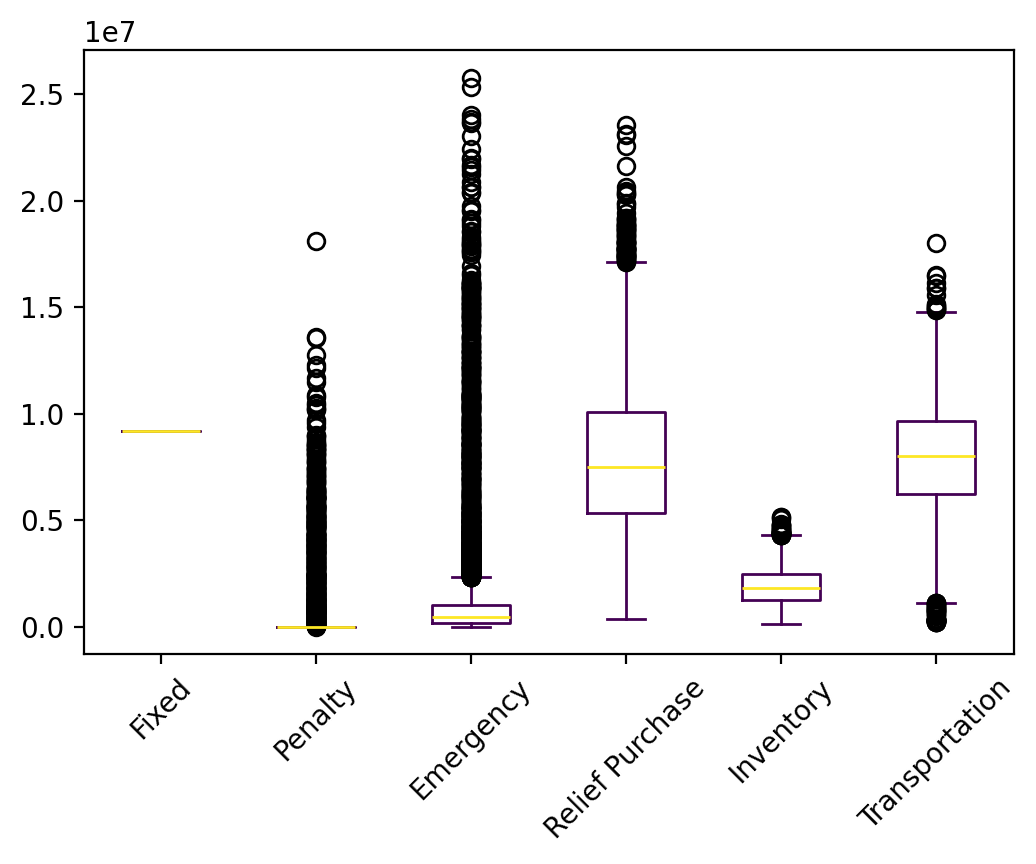 1e7
2.5
2.0
1.5
1.0
0.5
0.0
Fixed
Penalty
Emergency
Relief Purchase
Inventory
Transportation